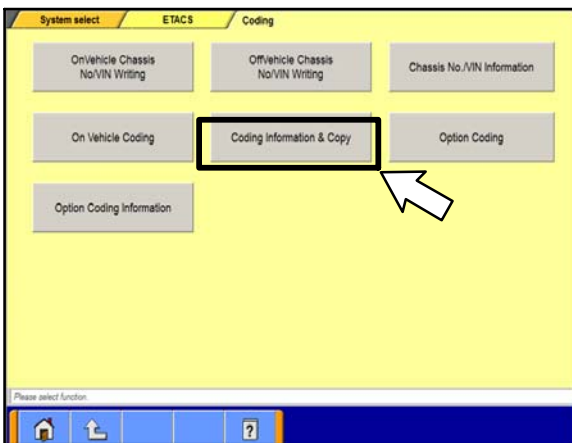 System select
ETACS
Coding
OnVehicle Chassis
No/VIN Writing
OffVehicle Chassis
No/VIN Writing
Chassis No./VIN Information
On Vehicle Coding
Coding Information & Copy
Option Coding
Option Coding Information
Please select function.
?